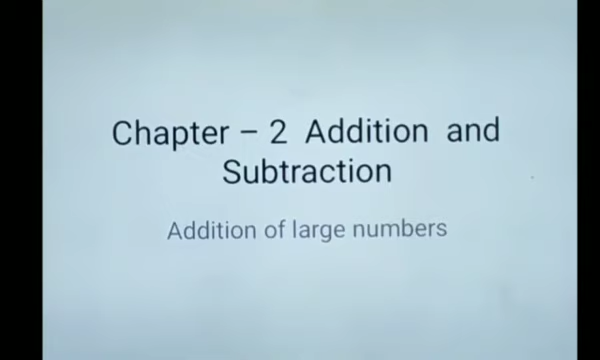 Chapter – 2 Addition and
Subtraction
Addition of large numbers